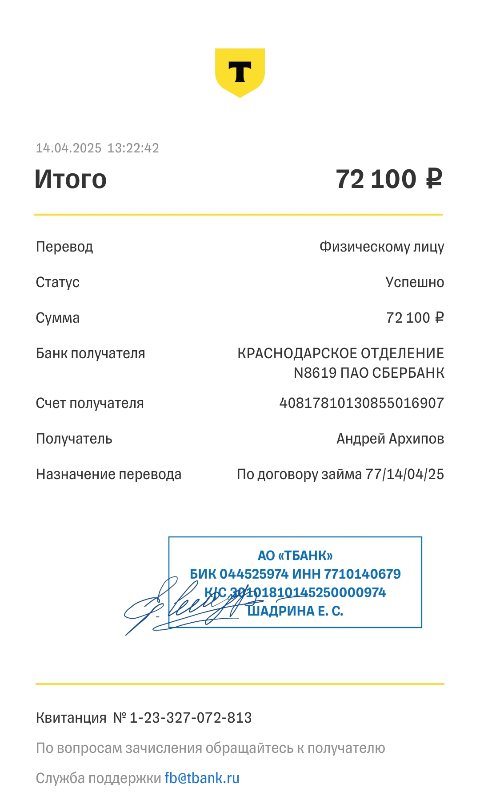 Т
14.04.2025 13:22:42
Итого 72 100 ₽
Перевод Физическому лицу
Статус Успешно
Сумма 72 100 ₽
Банк получателя КРАСНОДАРСКОЕ ОТДЕЛЕНИЕ
N8619 ПАО СБЕРБАНК
Счет получателя 40817810130855016907
Получатель Андрей Архипов
Назначение перевода По договору займа 77/14/04/25
АО «ТБАНК»
БИК 044525974 ИНН 7710140679
К/С 30101810145250000974
ШАДРИНА Е. С.
Квитанция № 1-23-327-072-813
По вопросам зачисления обращайтесь к получателю
Служба поддержки fb@tbank.ru